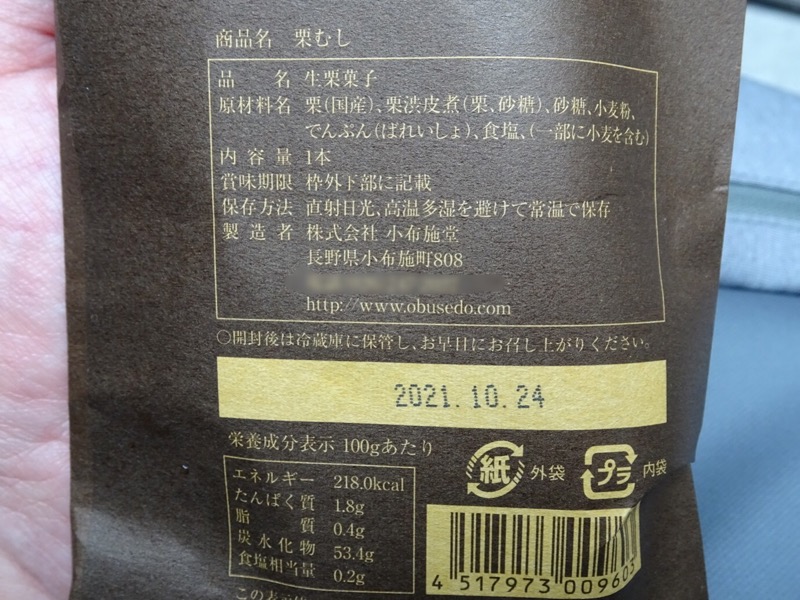 商品名 栗むし
品名 生栗菓子
原材料名 栗(国産)、栗渋皮煮(栗、砂糖)、砂糖、小麦粉、
でんぷん(ばれいしょ)、食塩、(一部に小麦を含む)
内容量 1本
賞味期限 枠外下部に記載
保存方法 直射日光、高温多湿を避けて常温で保存
製造者 株式会社 小布施堂
長野県小布施町808
http://www.obusedo.com
○開封後は冷蔵庫に保管し、お早目にお召し上がりください。
2021.10.24
栄養成分表示 100gあたり
エネルギー 218.0kcal
たんぱく質 1.8g
脂質 0.4g
炭水化物 53.4g
食塩相当量 0.2g
紙 外袋 プラ 内袋
4 517973 009603